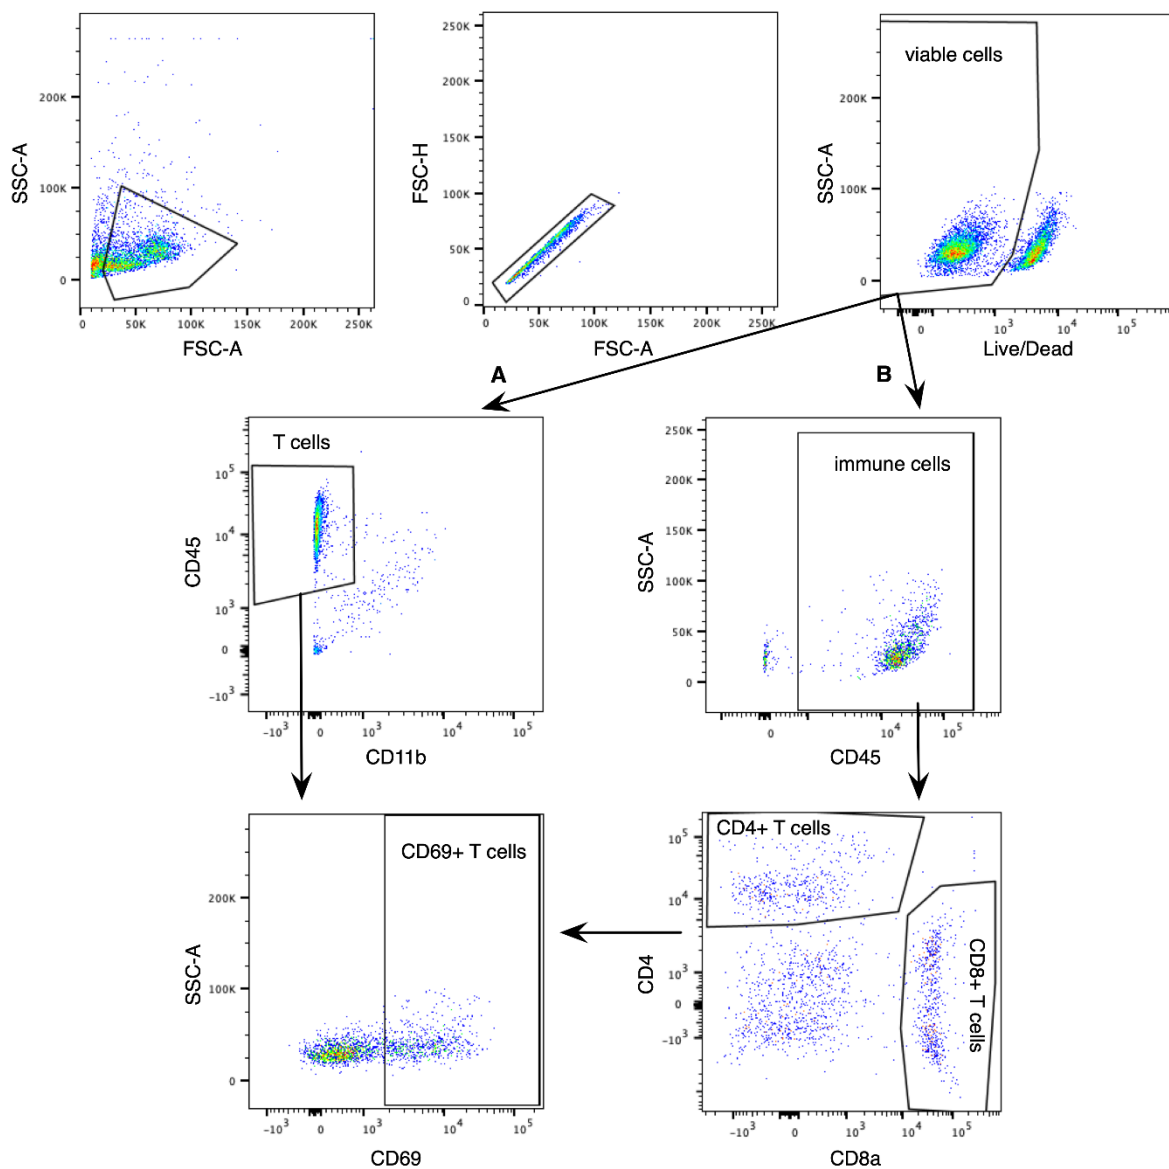 SSC-A
200K
100K
0
0 50K 100K 150K 200K 250K
FSC-A
FSC-H
250K
200K
150K
100K
50K
0
0 50K 100K 150K 200K 250K
FSC-A
viable cells
SSC-A
200K
100K
0
0 10³ 10⁴ 10⁵
Live/Dead
A
B
T cells
CD45
10⁵
10⁴
10³
0
-10³
-10³ 0 10³ 10⁴ 10⁵
CD11b
immune cells
SSC-A
250K
200K
150K
100K
50K
0
0 10⁴ 10⁵
CD45
CD69+ T cells
SSC-A
200K
100K
0
-10³ 0 10³ 10⁴ 10⁵
CD69
CD4+ T cells
CD8+ T cells
CD4
10⁵
10⁴
10³
0
-10³
-10³ 0 10³ 10⁴ 10⁵
CD8a